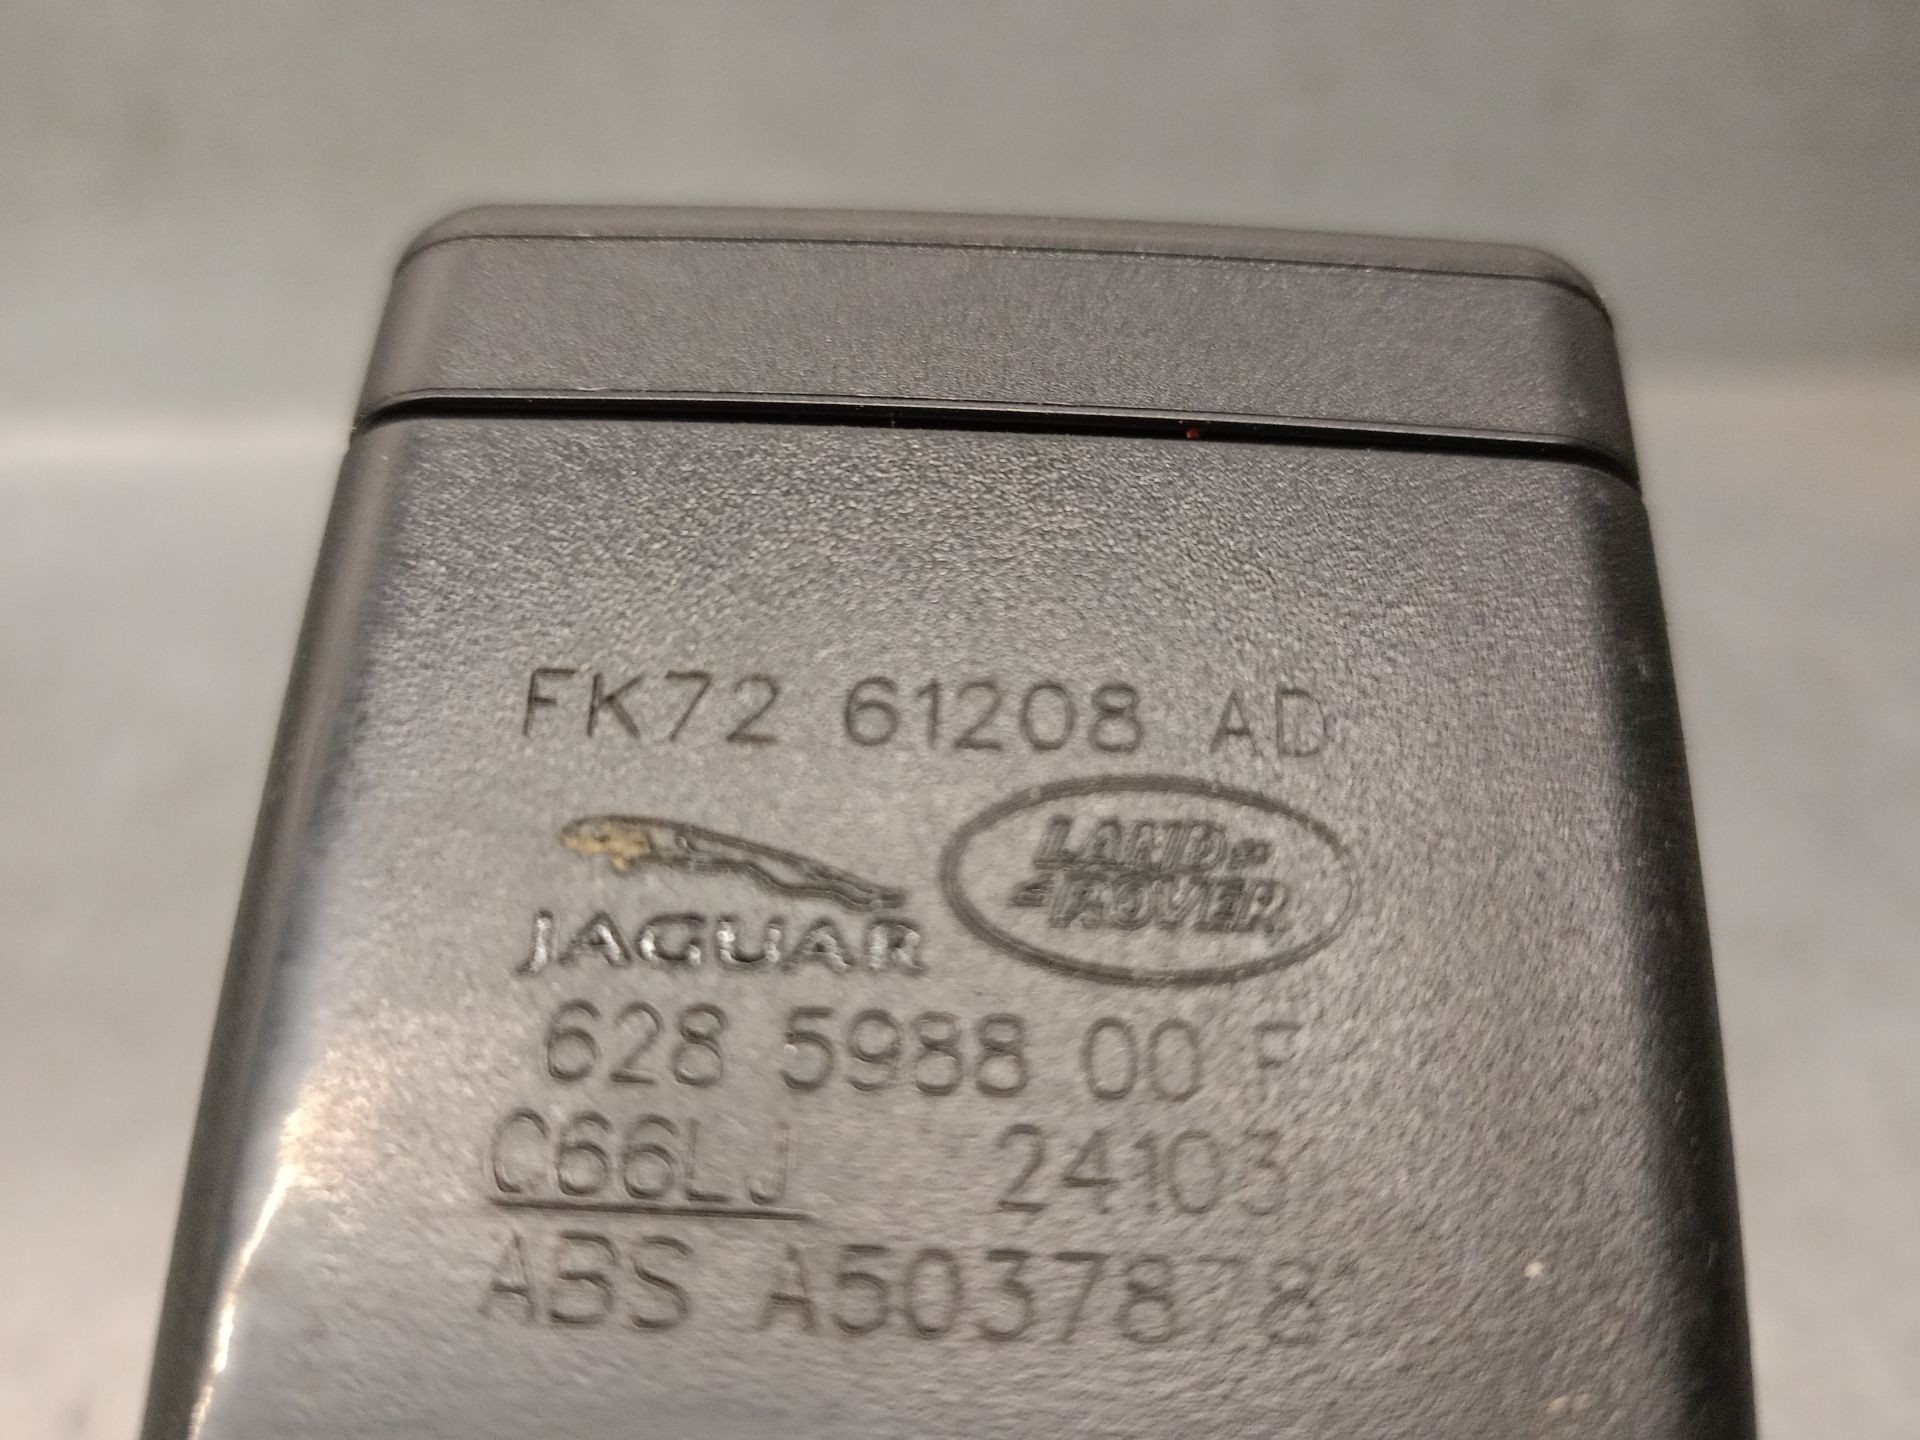 FK72 61208 AD
JAGUAR
LAND ROVER
628 5988 00 F
C66LJ 24103
ABS A5037878